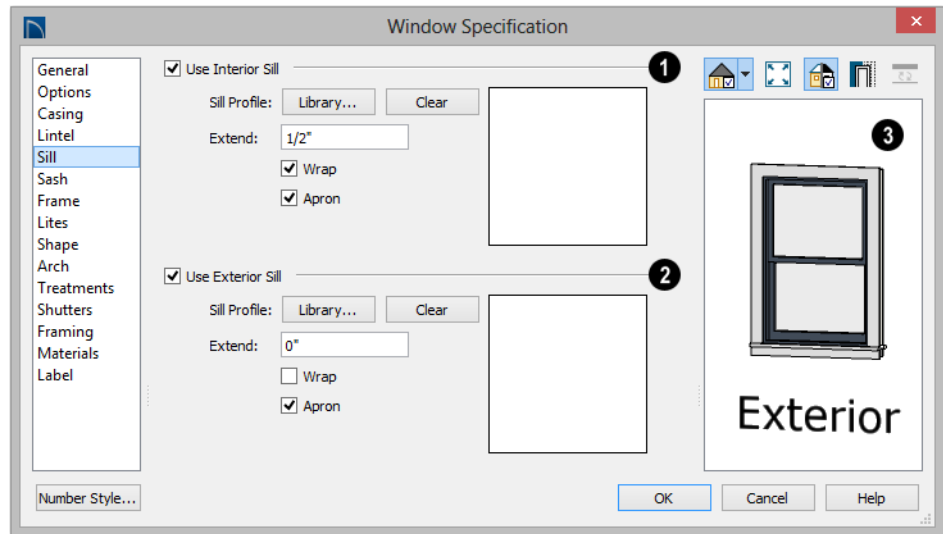 Window Specification
General
Options
Casing
Lintel
Sill
Sash
Frame
Lites
Shape
Arch
Treatments
Shutters
Framing
Materials
Label
Number Style...
Use Interior Sill
1
Sill Profile: Library... Clear
Extend: 1/2"
Wrap
Apron
Use Exterior Sill
2
Sill Profile: Library... Clear
Extend: 0"
Wrap
Apron
3
Exterior
OK Cancel Help